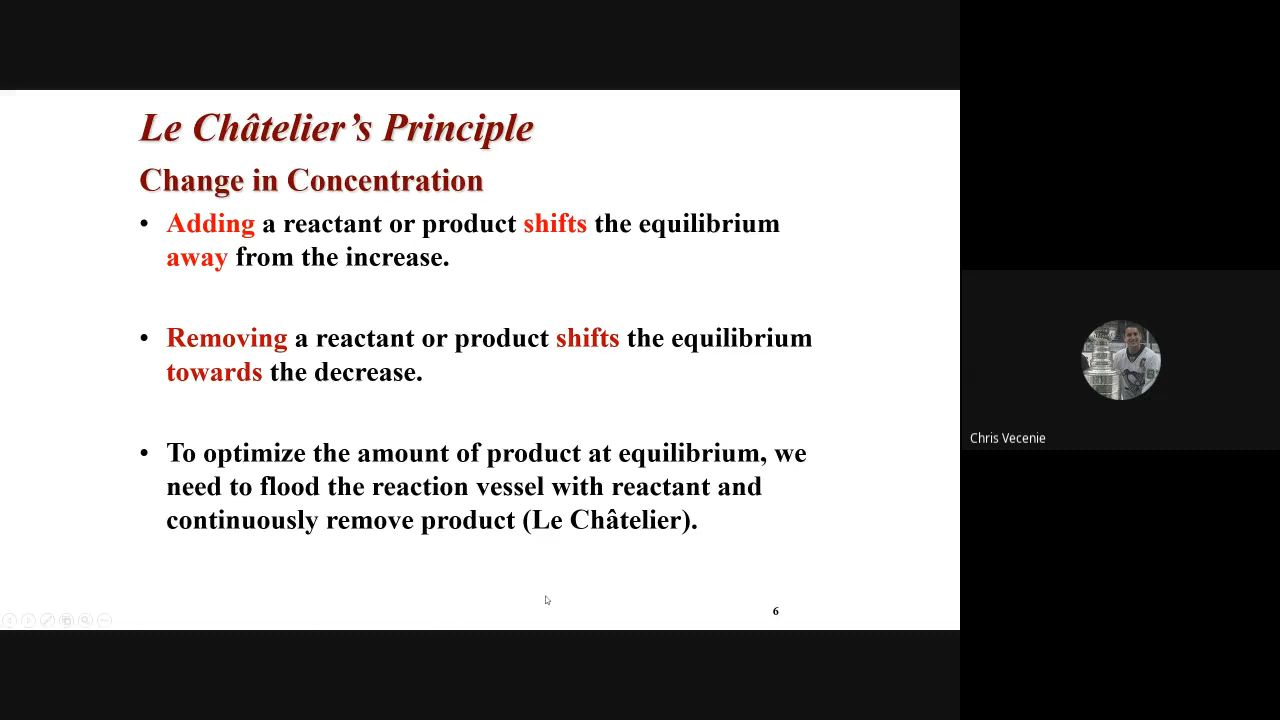 Le Châtelier’s Principle
Change in Concentration
• Adding a reactant or product shifts the equilibrium
away from the increase.
• Removing a reactant or product shifts the equilibrium
towards the decrease.
• To optimize the amount of product at equilibrium, we
need to flood the reaction vessel with reactant and
continuously remove product (Le Châtelier).
6
Chris Vecenie